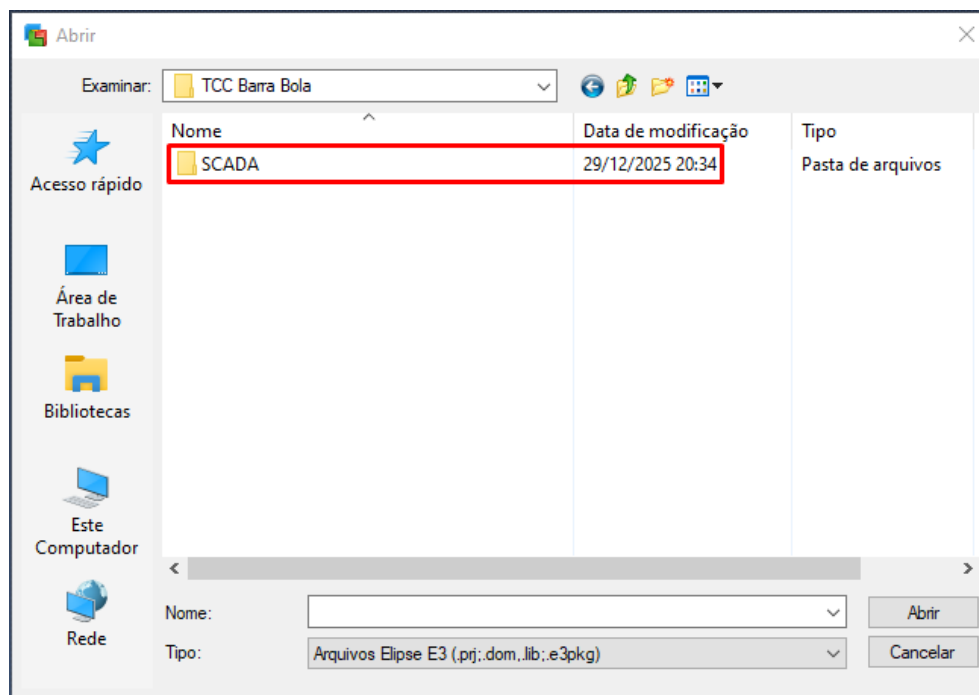 Abrir
Examinar: TCC Barra Bola
Nome Data de modificação Tipo
SCADA 29/12/2025 20:34 Pasta de arquivos
Acesso rápido
Área de
Trabalho
Bibliotecas
Este
Computador
Rede
Nome: Abrir
Tipo: Arquivos Elipse E3 (.prj;.dom,.lib;.e3pkg) Cancelar